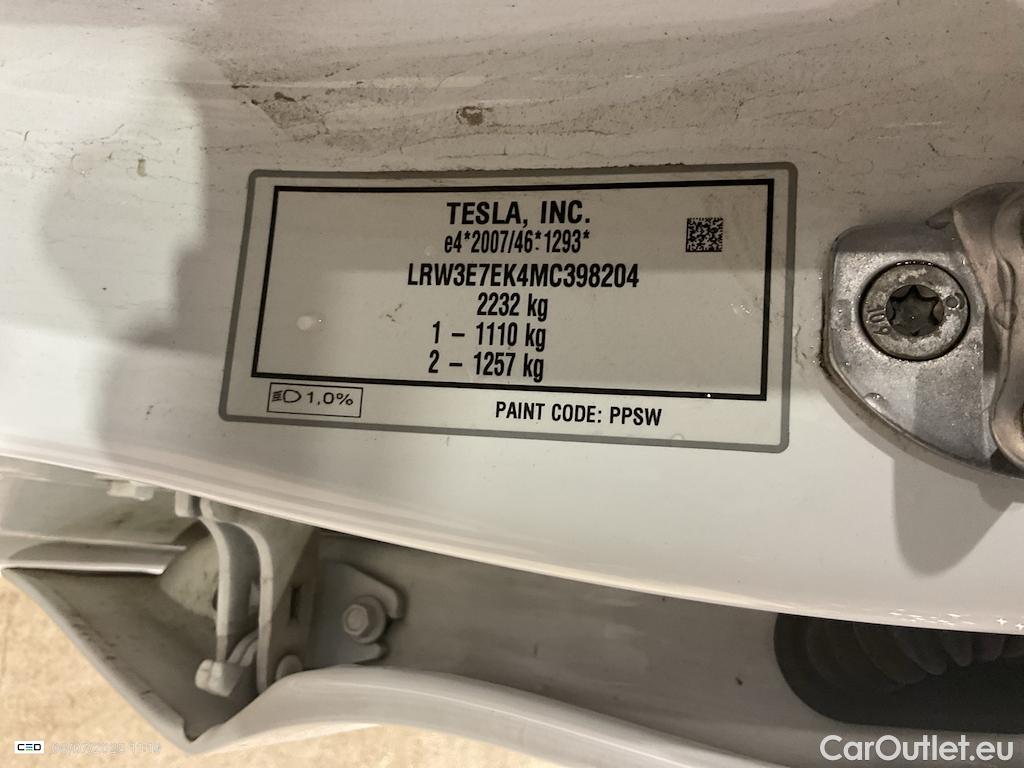 TESLA, INC.
e4*2007/46*1293*
LRW3E7EK4MC398204
2232 kg
1 – 1110 kg
2 – 1257 kg
1,0%
PAINT CODE: PPSW
CarOutlet.eu